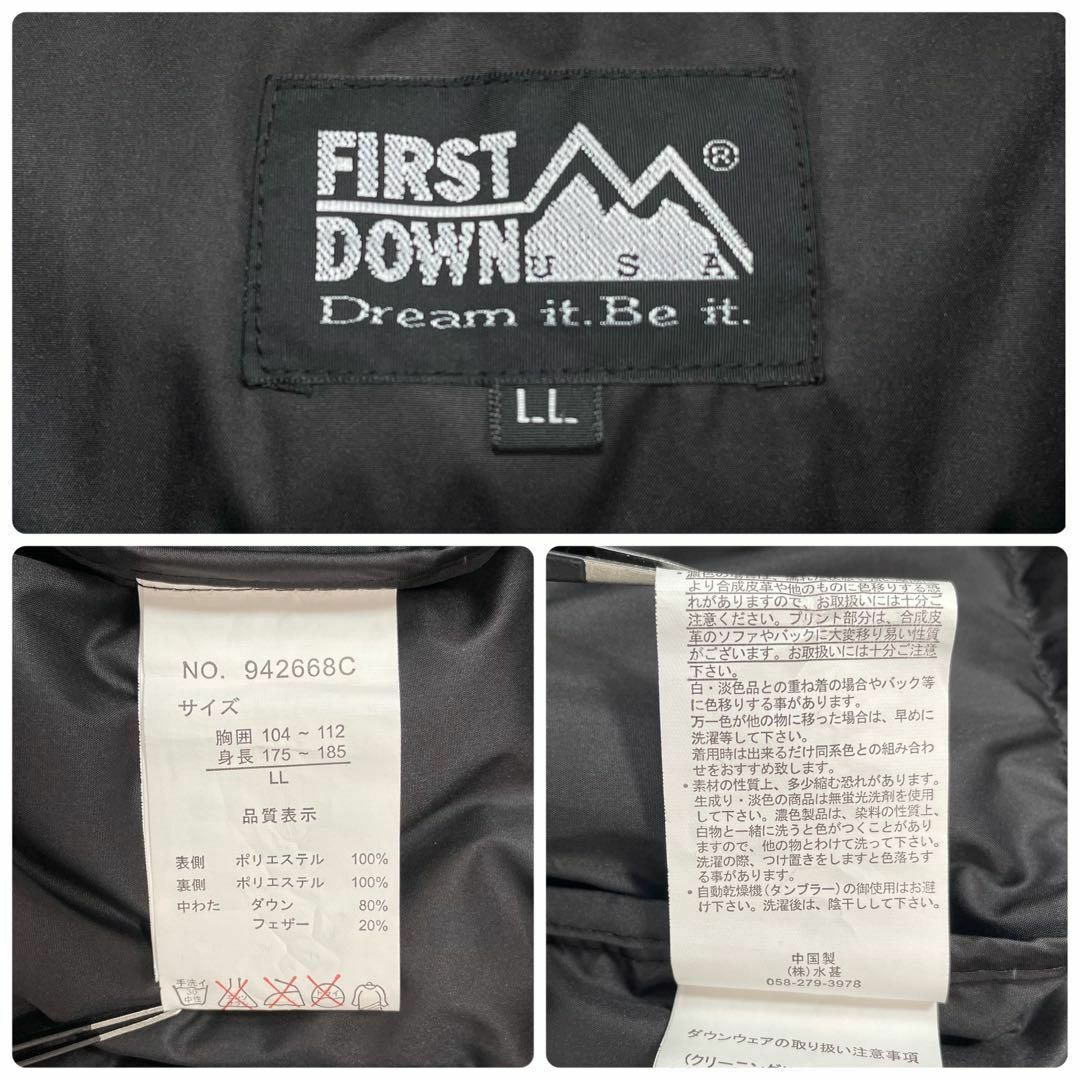 FIRST
DOWN
®
U S A
Dream it. Be it.
LL
NO. 942668C
サイズ
胸囲 104 ~ 112
身長 175 ~ 185
LL
品質表示
表側 ポリエステル 100%
裏側 ポリエステル 100%
中わた ダウン 80%
フェザー 20%
手洗イ
30
中性
ドライ
より合成皮革や他のものに色移りする恐
れがありますので、お取扱いには十分ご
注意ください。プリント部分は、合成皮
革のソファやバックに大変移り易い性質
がございます。お取扱いには十分ご注意
下さい。
白・淡色品との重ね着の場合やバック等
に色移りする事があります。
万一色が他の物に移った場合は、早めに
洗濯等して下さい。
着用時は出来るだけ同系色との組み合わ
せをおすすめ致します。
• 素材の性質上、多少縮む恐れがあります。
生成り・淡色の商品は無蛍光洗剤を使用
して下さい。濃色製品は、染料の性質上、
白物と一緒に洗うと色がつくことがあり
ますので、他の物とわけて洗って下さい。
洗濯の際、つけ置きをしますと色落ちす
る事があります。
• 自動乾燥機(タンブラー)の御使用はお避
け下さい。洗濯後は、陰干しして下さい。
中国製
(株)水甚
058-279-3978
ダウンウェアの取り扱い注意事項
(クリーニング